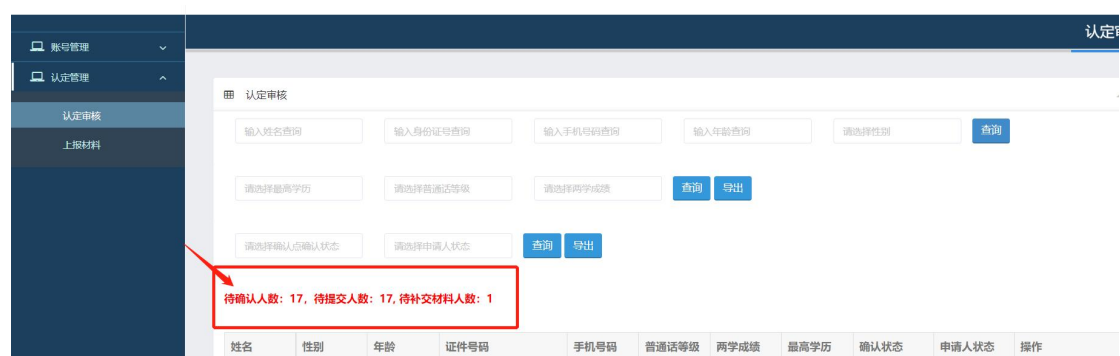 认定审
账号管理
认定管理
认定审核
上报材料
认定审核
输入姓名查询 输入身份证号查询 输入手机号码查询 输入年龄查询 请选择性别 查询
请选择最高学历 请选择普通话等级 请选择两学成绩 查询 导出
请选择确认点确认状态 请选择申请人状态 查询 导出
待确认人数：17，待提交人数：17, 待补交材料人数：1
姓名 性别 年龄 证件号码 手机号码 普通话等级 两学成绩 最高学历 确认状态 申请人状态 操作